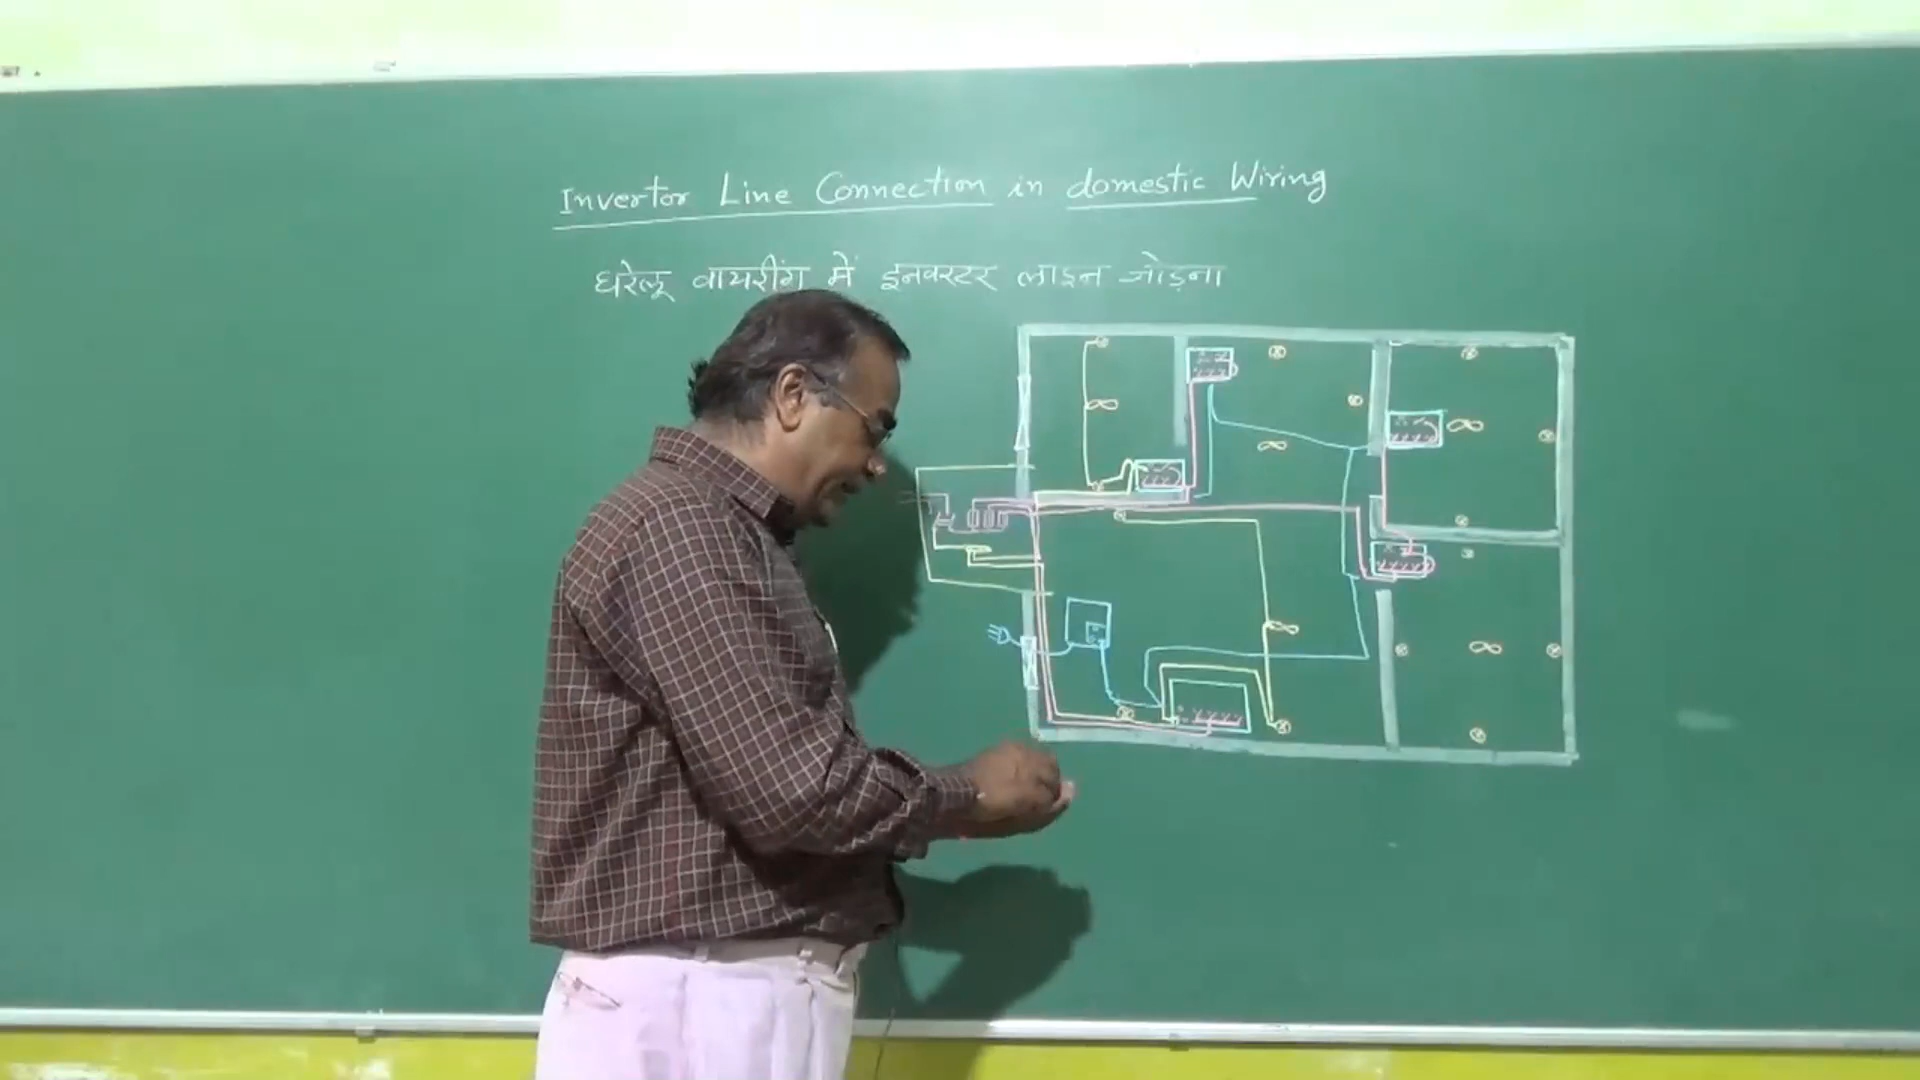 Invertor Line Connection in domestic Wiring
घरेलू वायरींग में इनवरटर लाइन जोड़ना